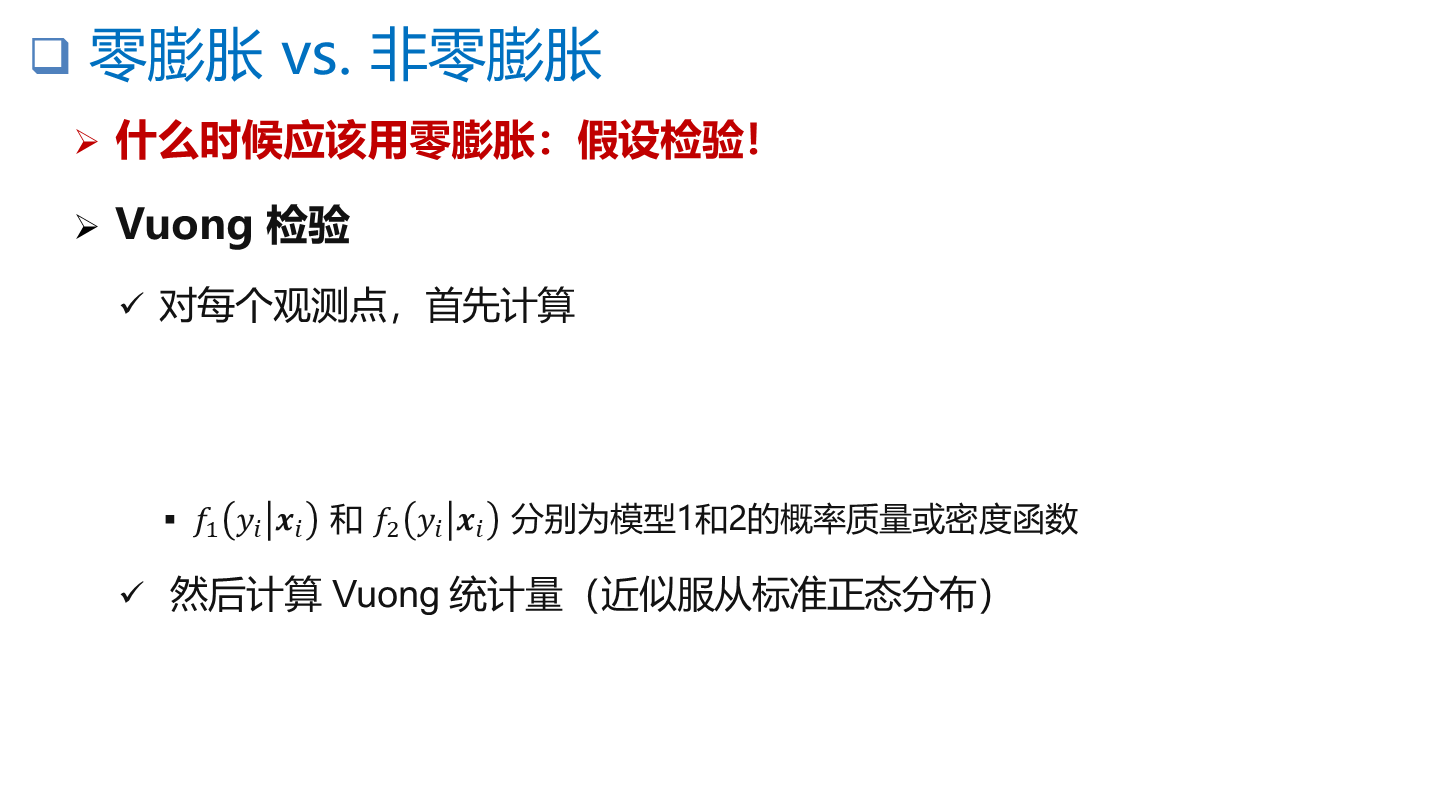 零膨胀 vs. 非零膨胀
什么时候应该用零膨胀：假设检验！
Vuong 检验
对每个观测点，首先计算
f₁(yᵢ|𝒙ᵢ) 和 f₂(yᵢ|𝒙ᵢ) 分别为模型1和2的概率质量或密度函数
然后计算 Vuong 统计量（近似服从标准正态分布）